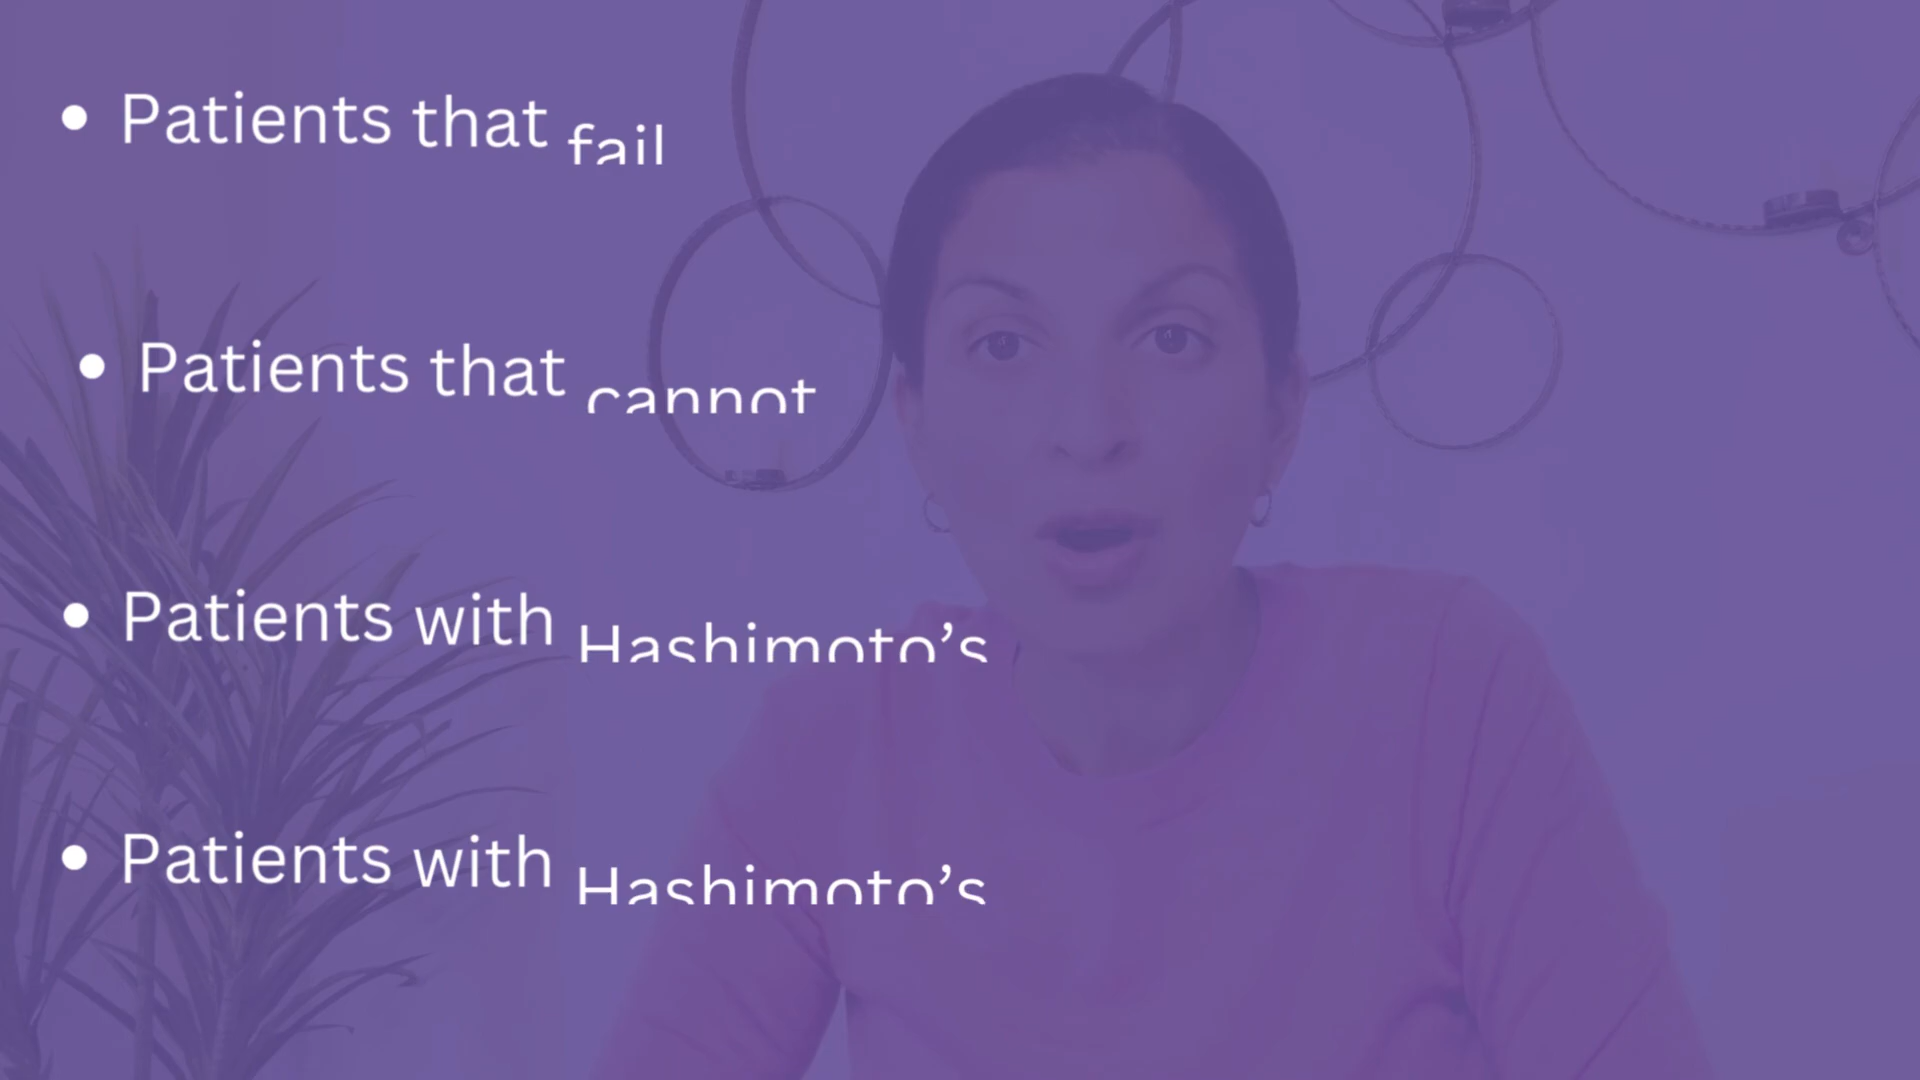 • Patients that fail
• Patients that cannot
• Patients with Hashimoto’s
• Patients with Hashimoto’s